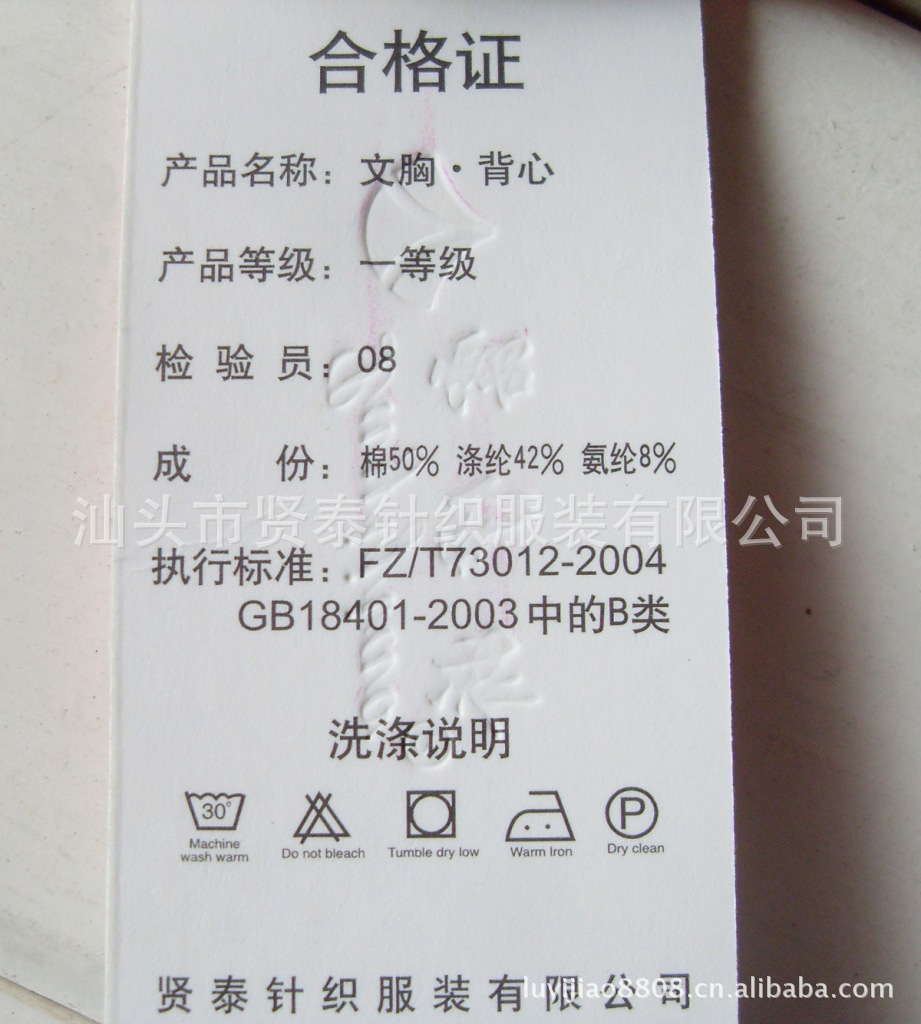 合格证
产品名称：文胸·背心
产品等级：一等级
检验员：08
成份：棉50% 涤纶42% 氨纶8%
汕头市贤泰针织服装有限公司
执行标准：FZ/T73012-2004
GB18401-2003中的B类
洗涤说明
30°
P
Machine wash warm
Do not bleach
Tumble dry low
Warm Iron
Dry clean
贤泰针织服装有限公司
luyijiao8808.cn.alibaba.com